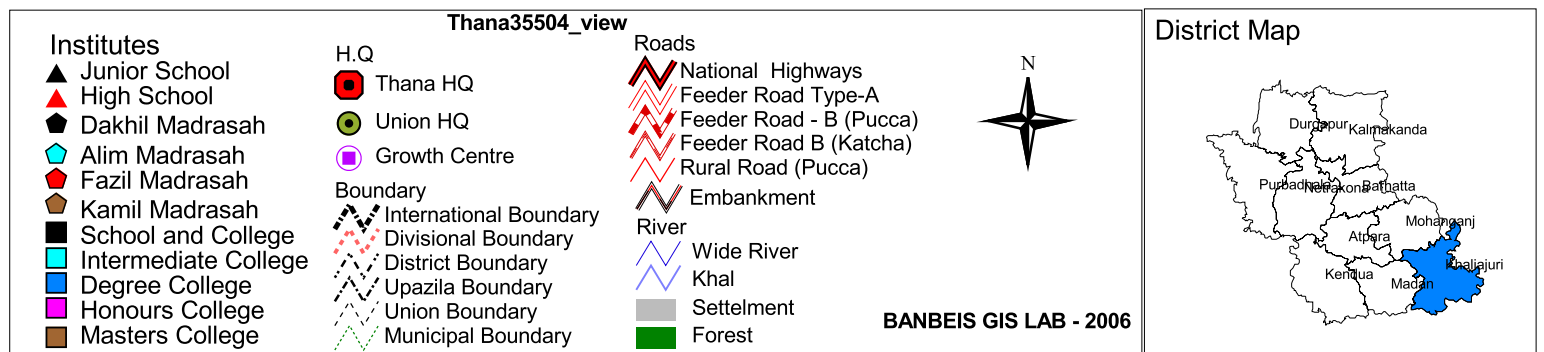 Thana35504_view
Institutes
Junior School
High School
Dakhil Madrasah
Alim Madrasah
Fazil Madrasah
Kamil Madrasah
School and College
Intermediate College
Degree College
Honours College
Masters College
H.Q
Thana HQ
Union HQ
Growth Centre
Boundary
International Boundary
Divisional Boundary
District Boundary
Upazila Boundary
Union Boundary
Municipal Boundary
Roads
National Highways
Feeder Road Type-A
Feeder Road - B (Pucca)
Feeder Road B (Katcha)
Rural Road (Pucca)
Embankment
River
Wide River
Khal
Settelment
Forest
N
BANBEIS GIS LAB - 2006
District Map
Durgapur
Kalmakanda
Purbadhala
Netrakona
Barhatta
Mohanganj
Atpara
Khaliajuri
Kendua
Madan